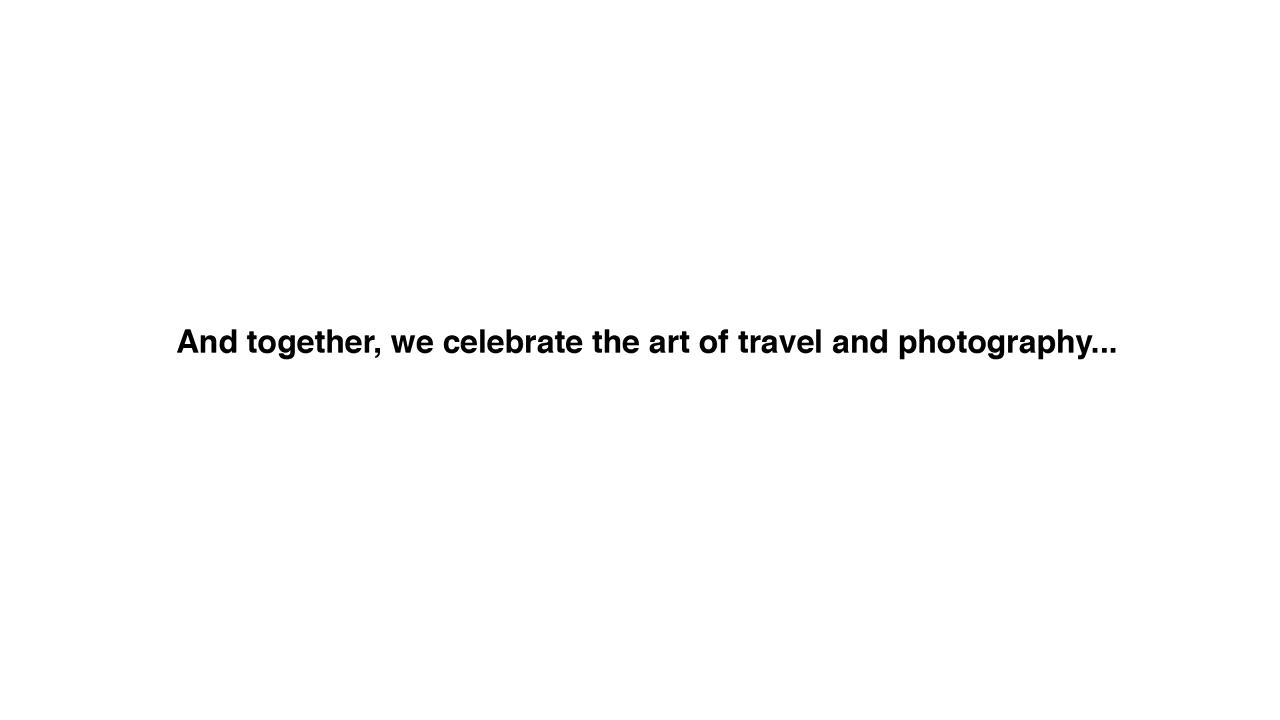 And together, we celebrate the art of travel and photography...